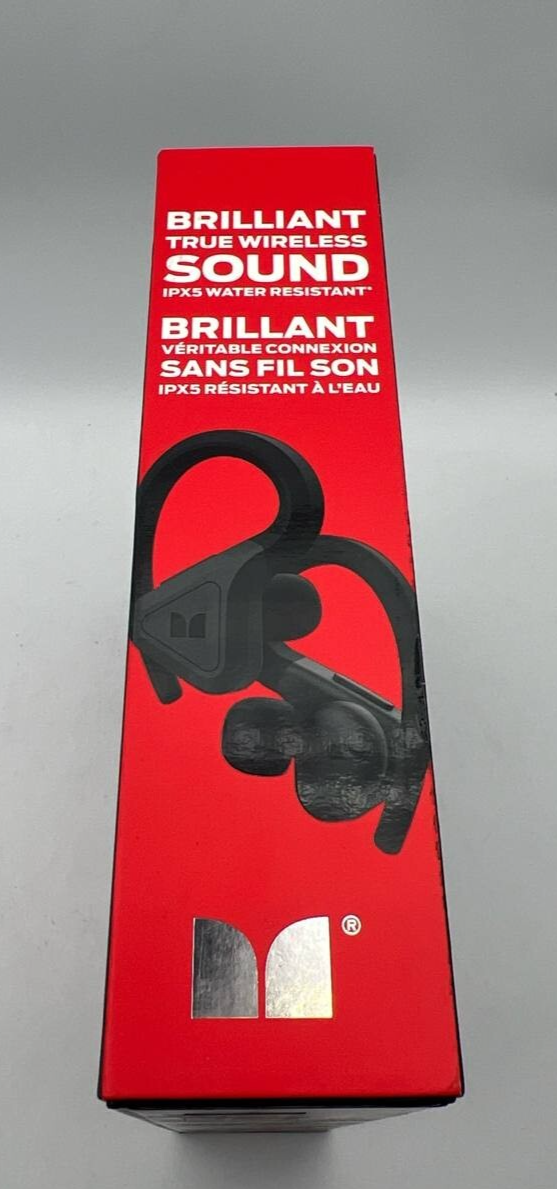 BRILLIANT
TRUE WIRELESS
SOUND
IPX5 WATER RESISTANT*
BRILLANT
VÉRITABLE CONNEXION
SANS FIL SON
IPX5 RÉSISTANT À L'EAU
®